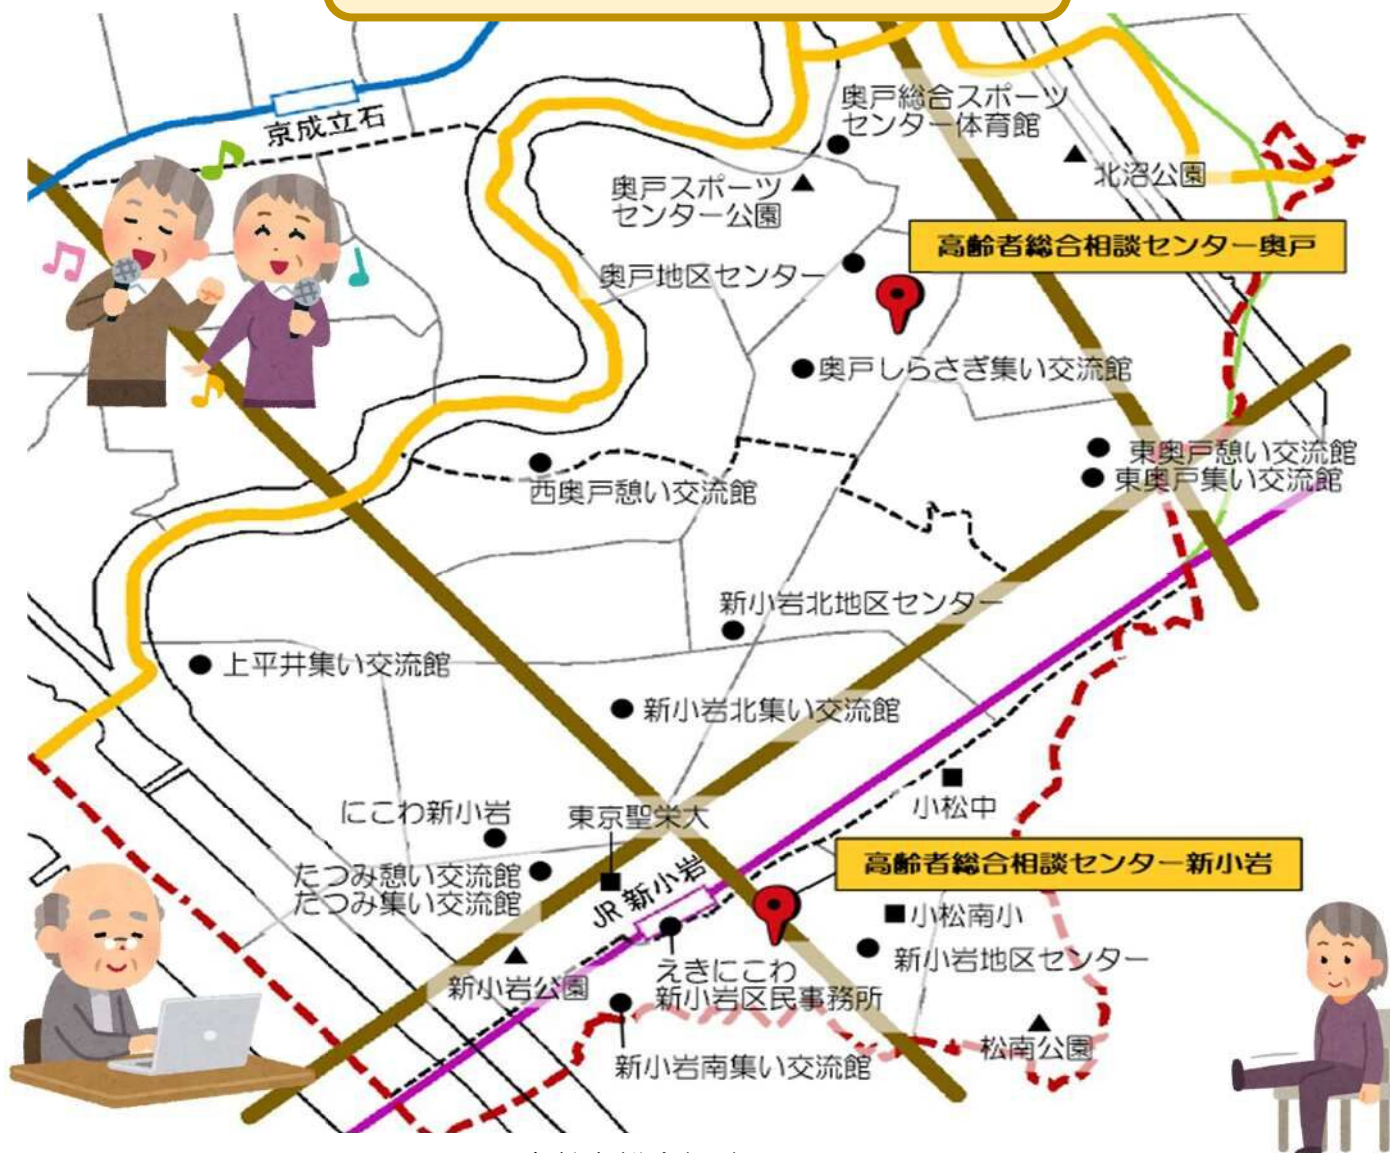 京成立石
奥戸総合スポーツ
センター体育館
北沼公園
奥戸スポーツ
センター公園
高齢者総合相談センター奥戸
奥戸地区センター
奥戸しらさぎ集い交流館
東奥戸憩い交流館
東奥戸集い交流館
西奥戸憩い交流館
新小岩北地区センター
上平井集い交流館
新小岩北集い交流館
小松中
にこわ新小岩
東京聖栄大
高齢者総合相談センター新小岩
たつみ憩い交流館
たつみ集い交流館
JR 新小岩
小松南小
新小岩地区センター
新小岩公園
えきにこわ
新小岩区民事務所
松南公園
新小岩南集い交流館